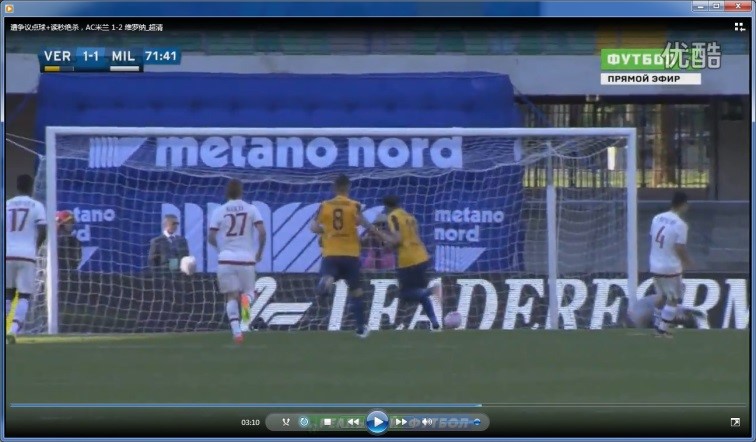 遭争议点球+读秒绝杀，AC米兰 1-2 维罗纳_超清
VER 1-1 MIL 71:41
ФУТБОЛ
优酷
ПРЯМОЙ ЭФИР
metano nord
metano nord
metano nord
17
27
8
4
LEADERFORM
03:10
ФУТБОЛ